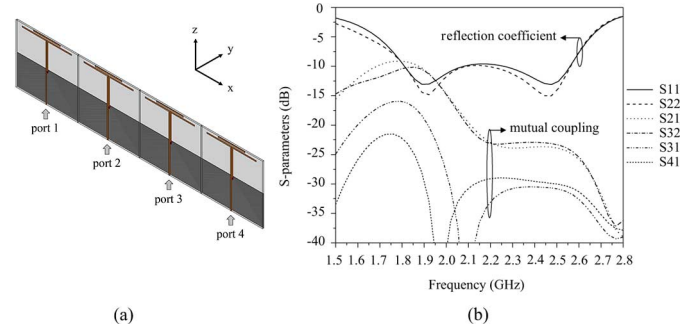 z
y
x
port 1
port 2
port 3
port 4
(a)
S-parameters (dB)
0
-5
-10
-15
-20
-25
-30
-35
-40
reflection coefficient
mutual coupling
S11
S22
S21
S32
S31
S41
1.5 1.6 1.7 1.8 1.9 2.0 2.1 2.2 2.3 2.4 2.5 2.6 2.7 2.8
Frequency (GHz)
(b)